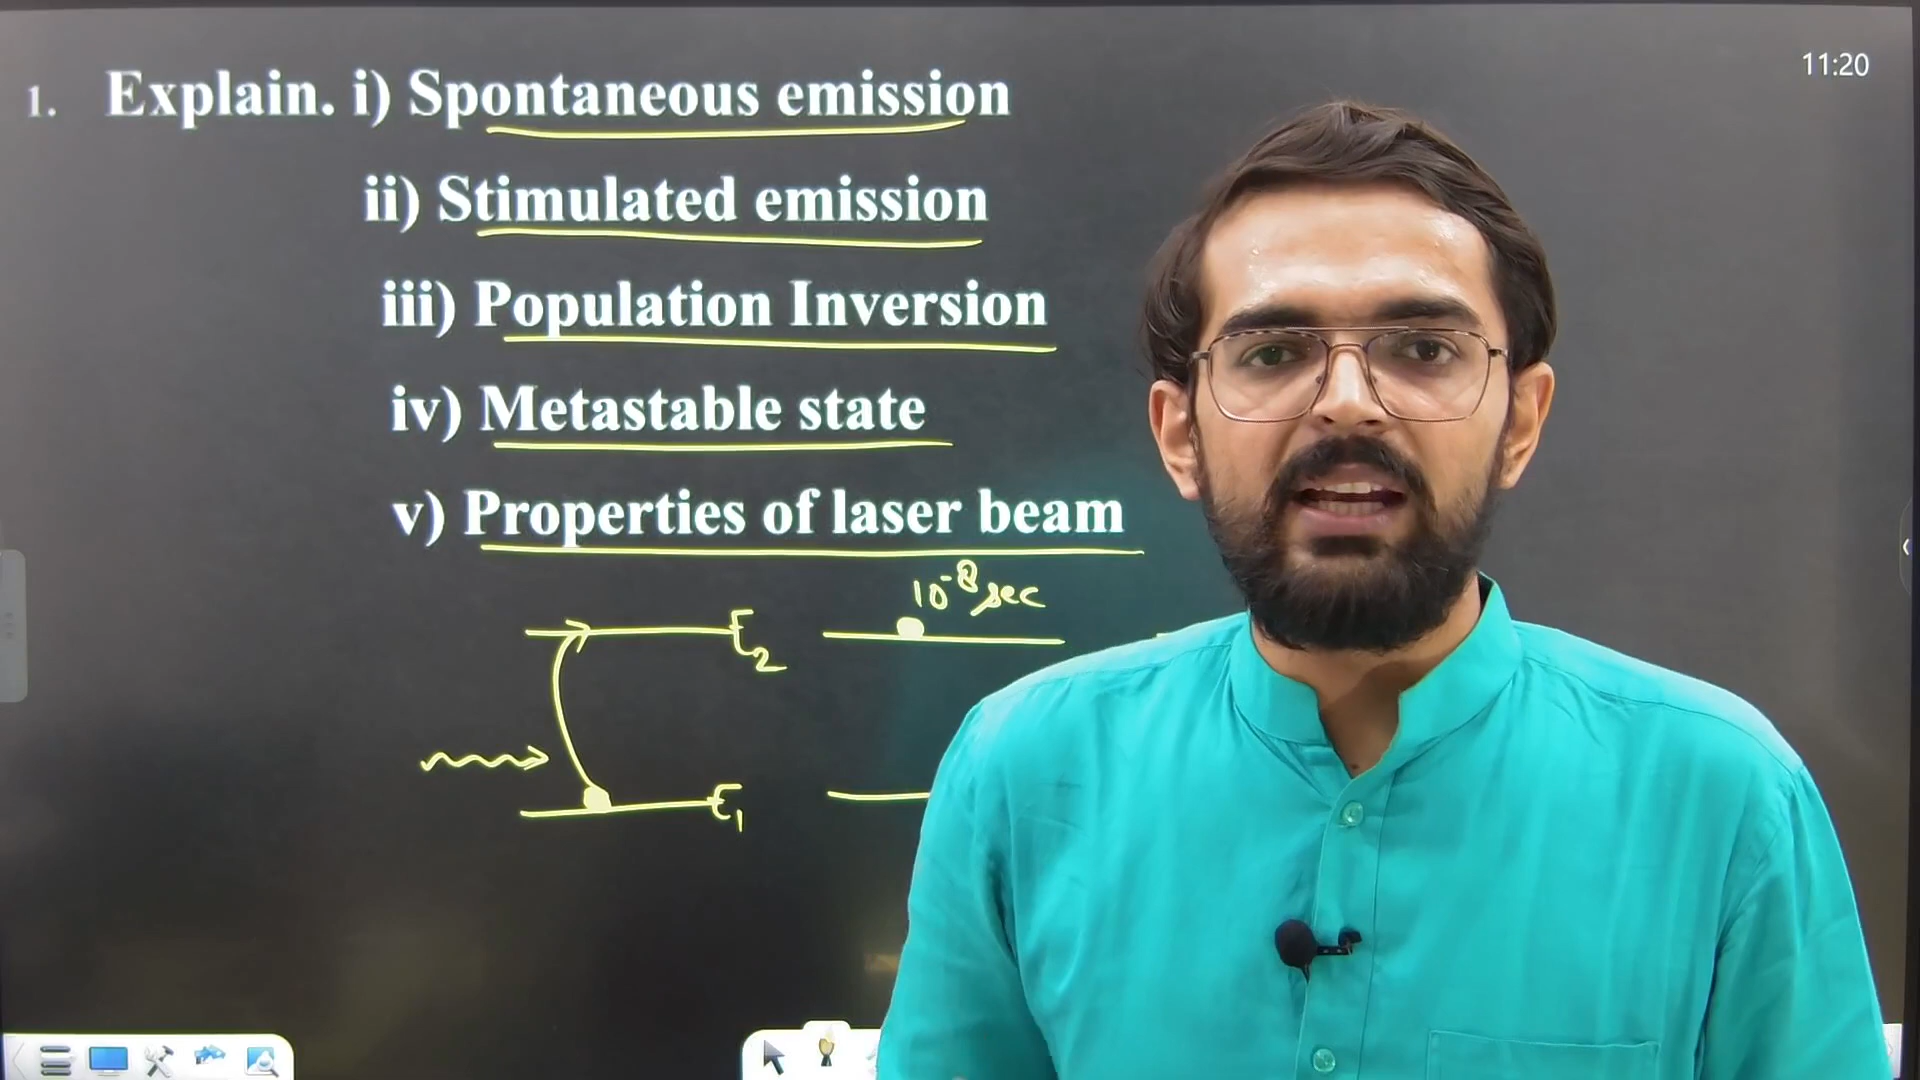 11:20
1. Explain. i) Spontaneous emission
ii) Stimulated emission
iii) Population Inversion
iv) Metastable state
v) Properties of laser beam
10⁻⁸ sec
E₂
E₁